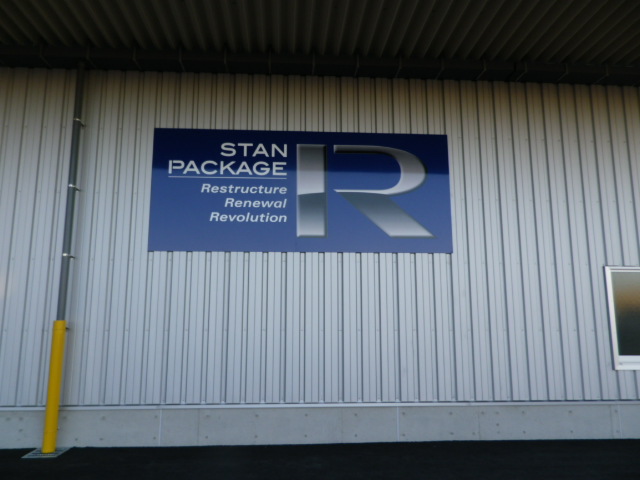 STAN
PACKAGE
Restructure
Renewal
Revolution
R